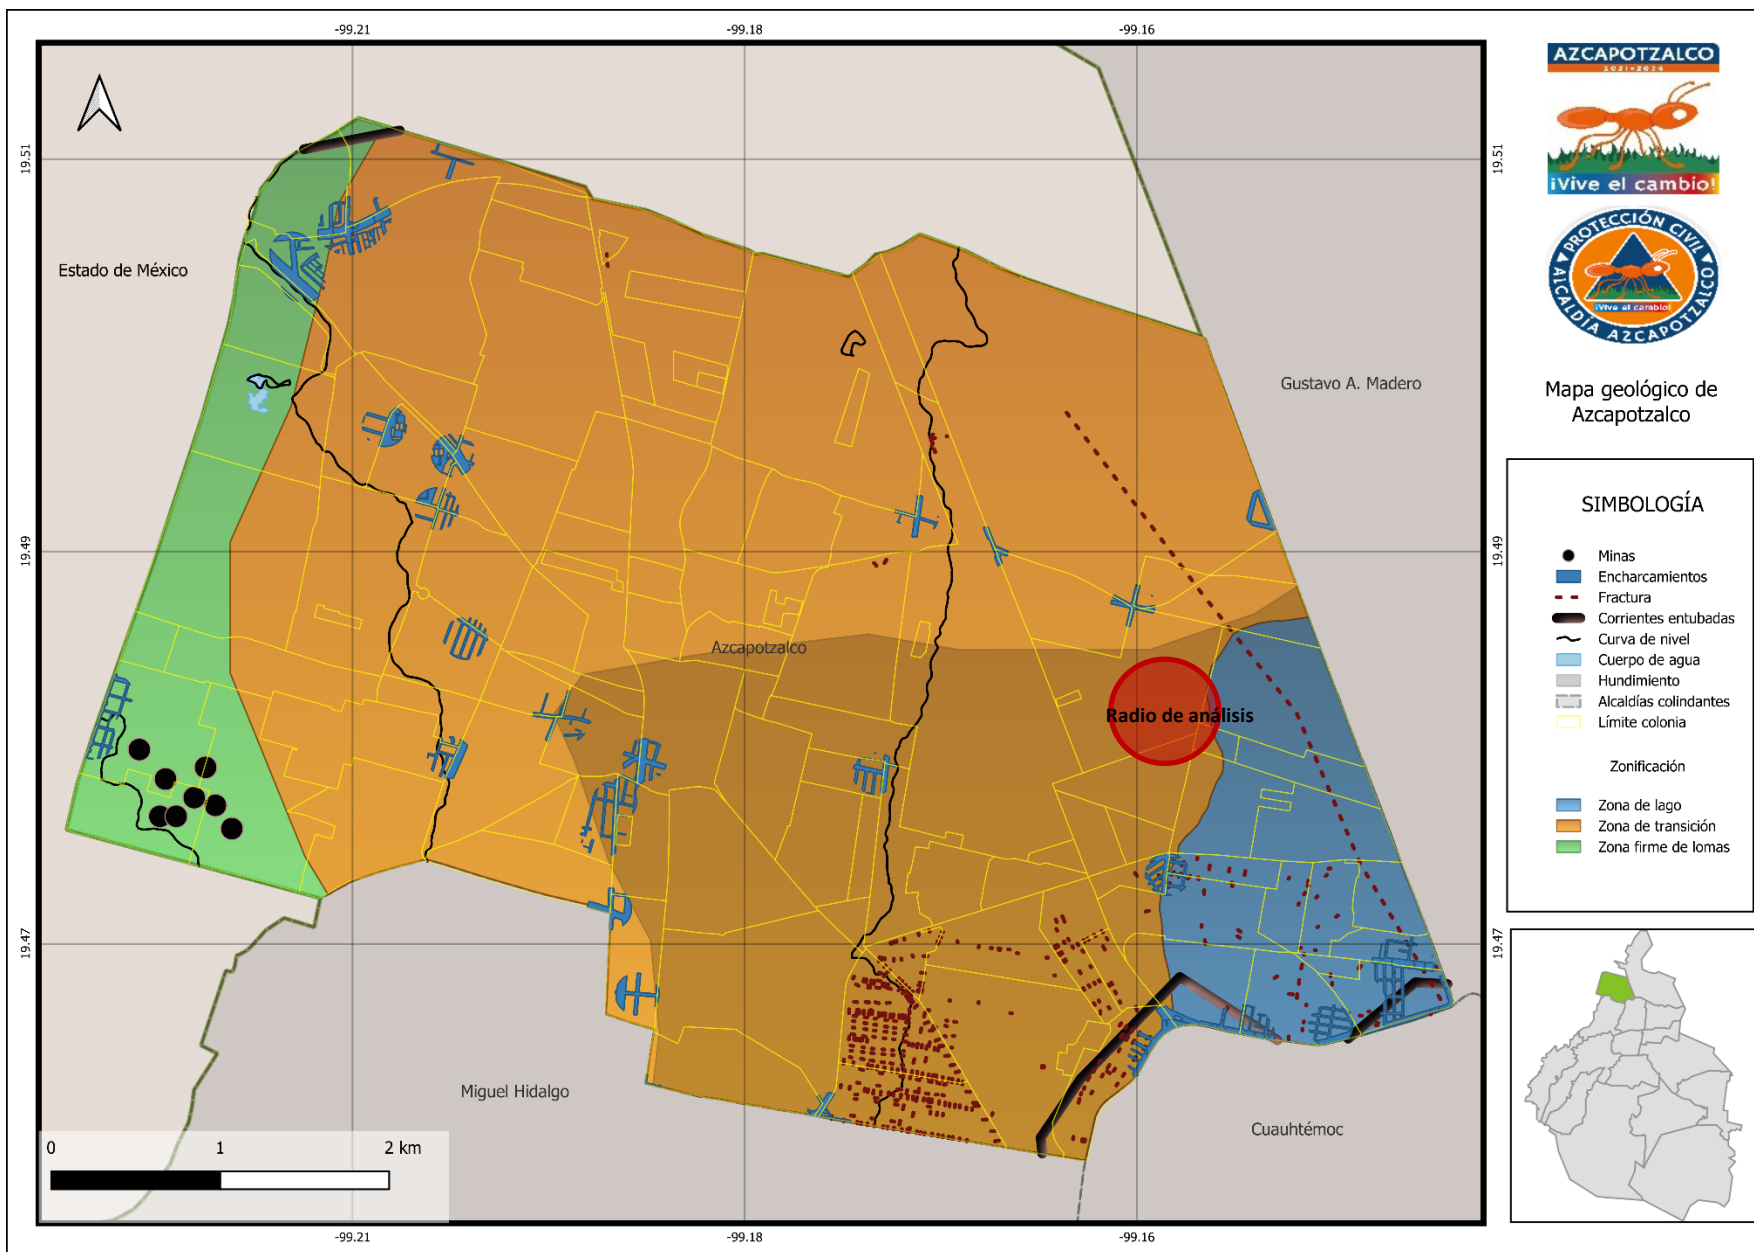 -99.21
-99.18
-99.16
19.51
19.51
Estado de México
Gustavo A. Madero
19.49
19.49
Azcapotzalco
Radio de análisis
19.47
19.47
Miguel Hidalgo
Cuauhtémoc
0
1
2 km
-99.21
-99.18
-99.16
AZCAPOTZALCO
2021-2024
¡Vive el cambio!
PROTECCIÓN CIVIL
¡Vive el cambio!
ALCALDÍA AZCAPOTZALCO
Mapa geológico de
Azcapotzalco
SIMBOLOGÍA
Minas
Encharcamientos
Fractura
Corrientes entubadas
Curva de nivel
Cuerpo de agua
Hundimiento
Alcaldías colindantes
Límite colonia
Zonificación
Zona de lago
Zona de transición
Zona firme de lomas